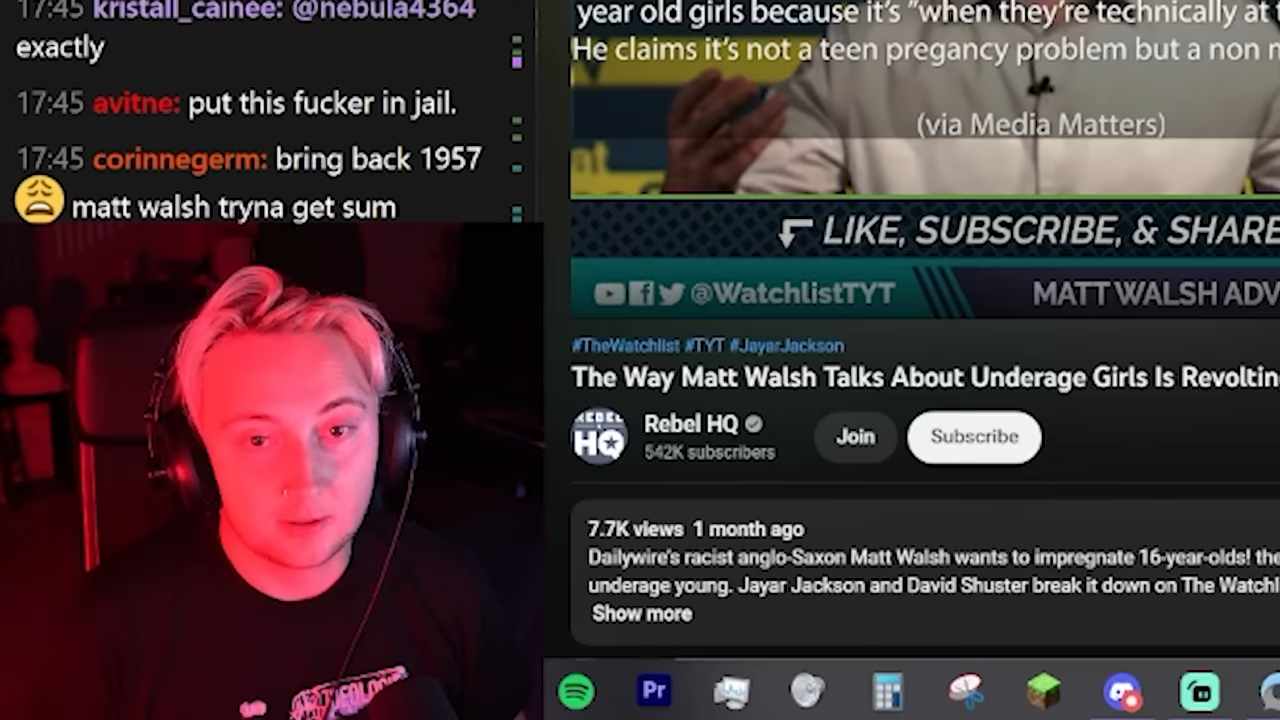 17:45 kristall_cainee: @nebula4364
exactly
17:45 avitne: put this fucker in jail.
17:45 corinnegerm: bring back 1957
matt walsh tryna get sum
year old girls because it's "when they're technically at
He claims it's not a teen pregancy problem but a non
(via Media Matters)
LIKE, SUBSCRIBE, & SHARE
@WatchlistTYT
MATT WALSH
#TheWatchlist #TYT #JayarJackson
The Way Matt Walsh Talks About Underage Girls Is
Rebel HQ
REBEL
HQ
542K subscribers
Join
Subscribe
7.7K views 1 month ago
Dailywire's racist anglo-Saxon Matt Walsh wants to impregnate 16-year-olds!
underage young. Jayar Jackson and David Shuster break it down on The
Show more
Pr